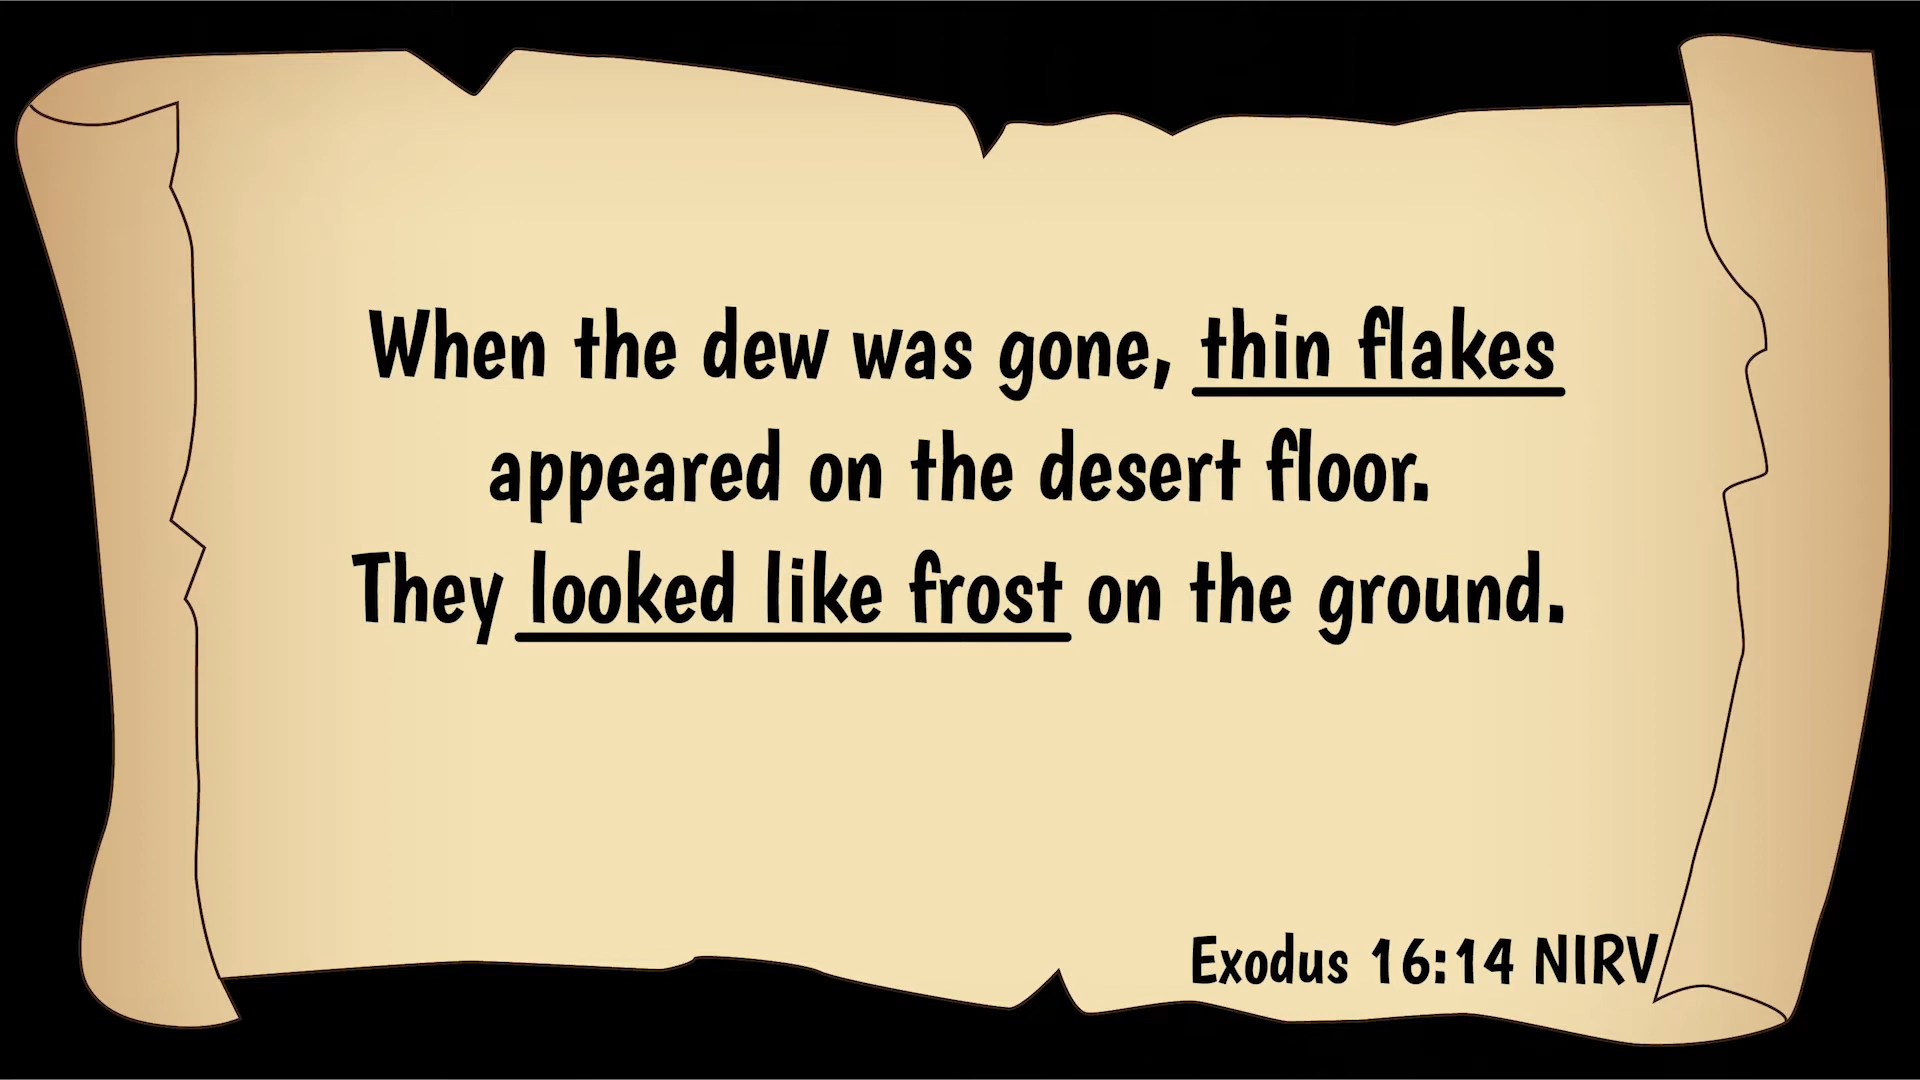 When the dew was gone, thin flakes
appeared on the desert floor.
They looked like frost on the ground.
Exodus 16:14 NIRV